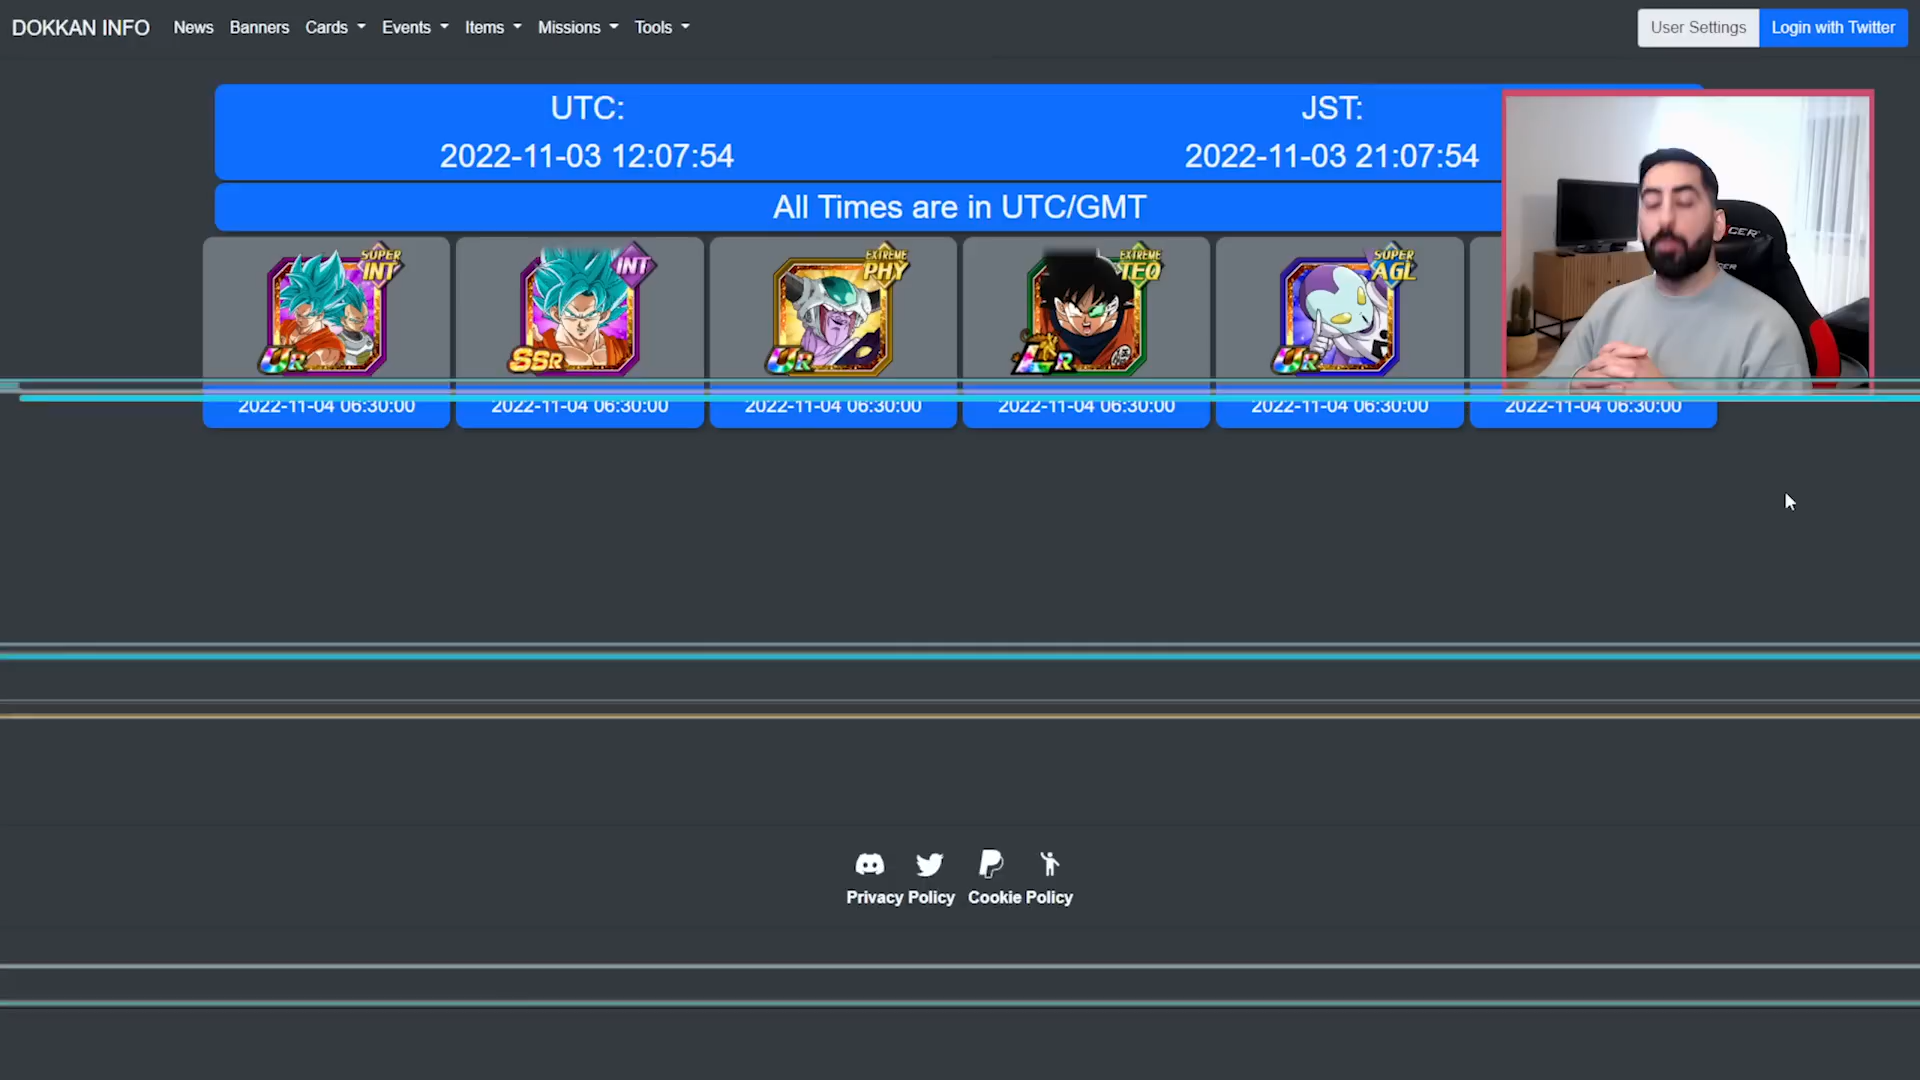 DOKKAN INFO News Banners Cards Events Items Missions Tools User Settings Login with Twitter
UTC: JST:
2022-11-03 12:07:54 2022-11-03 21:07:54
All Times are in UTC/GMT
SUPER INT INT EXTREME PHY EXTREME TEQ SUPER AGL
UR SSR UR LR UR
CER
2022-11-04 06:30:00 2022-11-04 06:30:00 2022-11-04 06:30:00 2022-11-04 06:30:00 2022-11-04 06:30:00 2022-11-04 06:30:00
Privacy Policy Cookie Policy